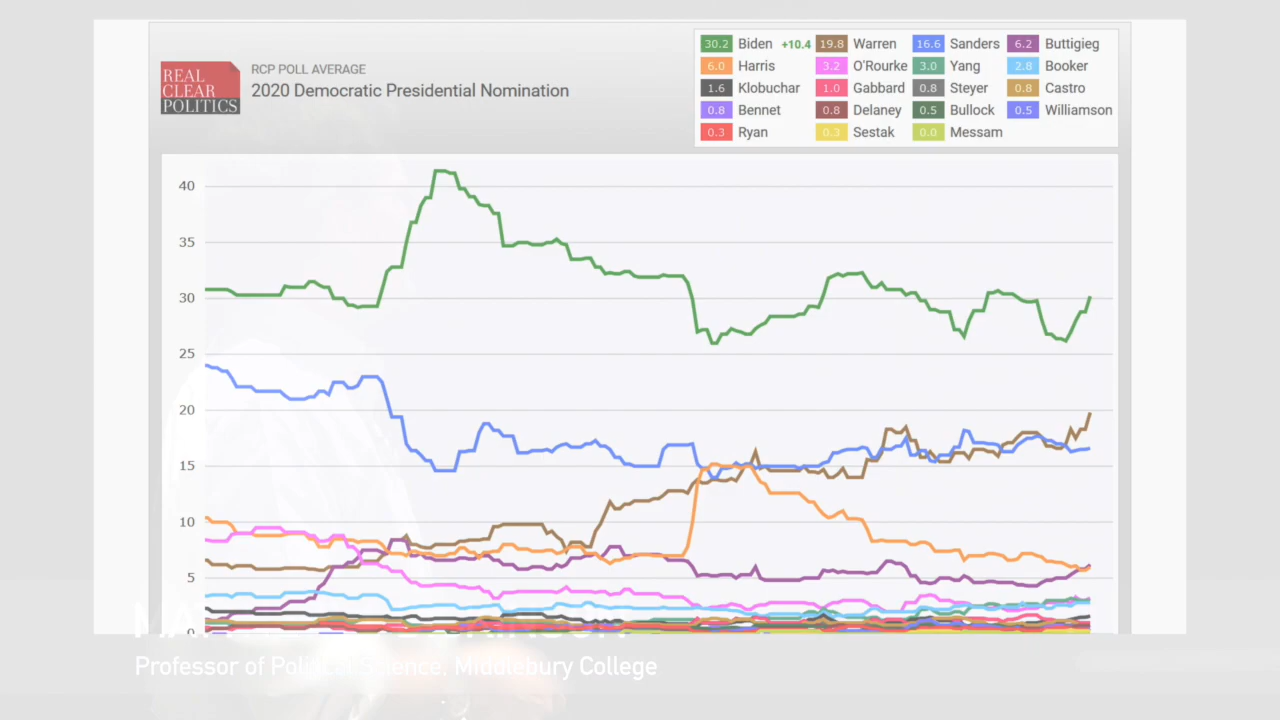 REAL
CLEAR
POLITICS
RCP POLL AVERAGE
2020 Democratic Presidential Nomination
30.2 Biden +10.4 19.8 Warren 16.6 Sanders 6.2 Buttigieg
6.0 Harris 3.2 O'Rourke 3.0 Yang 2.8 Booker
1.6 Klobuchar 1.0 Gabbard 0.8 Steyer 0.8 Castro
0.8 Bennet 0.8 Delaney 0.5 Bullock 0.5 Williamson
0.3 Ryan 0.3 Sestak 0.0 Messam
40
35
30
25
20
15
10
5
0
Professor of Political Science, Middlebury College